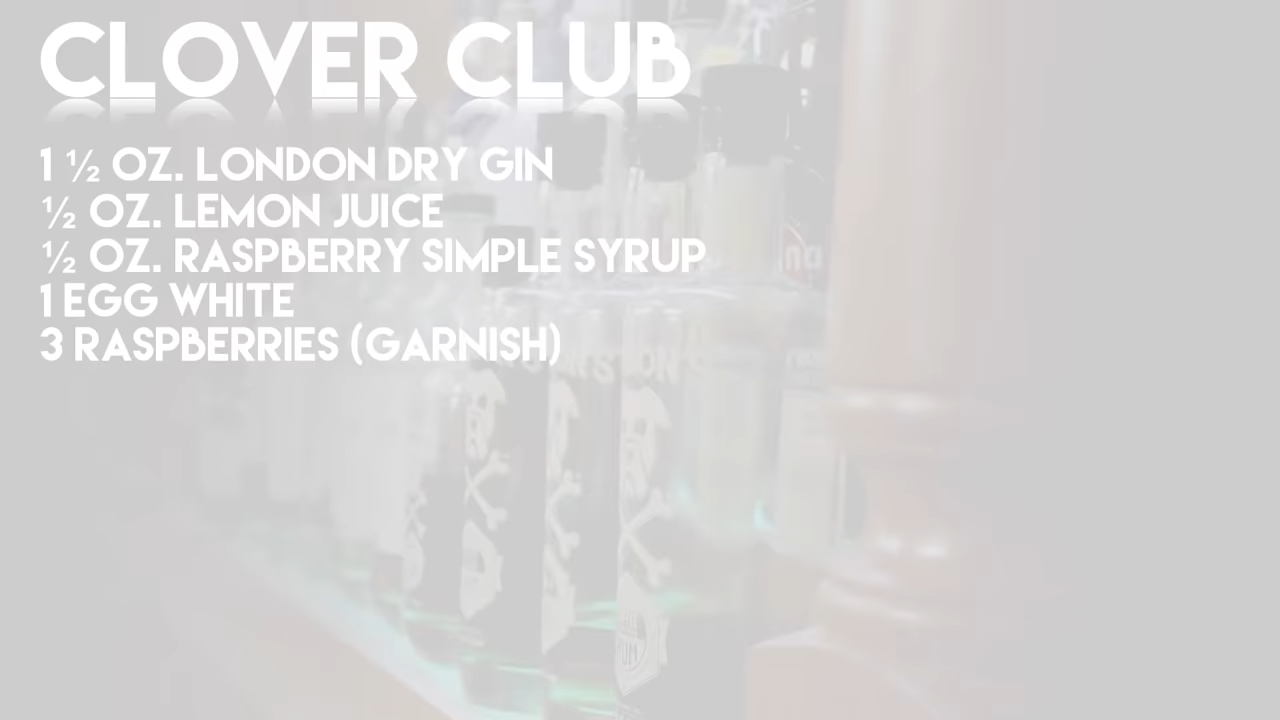 CLOVER CLUB
1 ½ OZ. LONDON DRY GIN
½ OZ. LEMON JUICE
½ OZ. RASPBERRY SIMPLE SYRUP
1 EGG WHITE
3 RASPBERRIES (GARNISH)